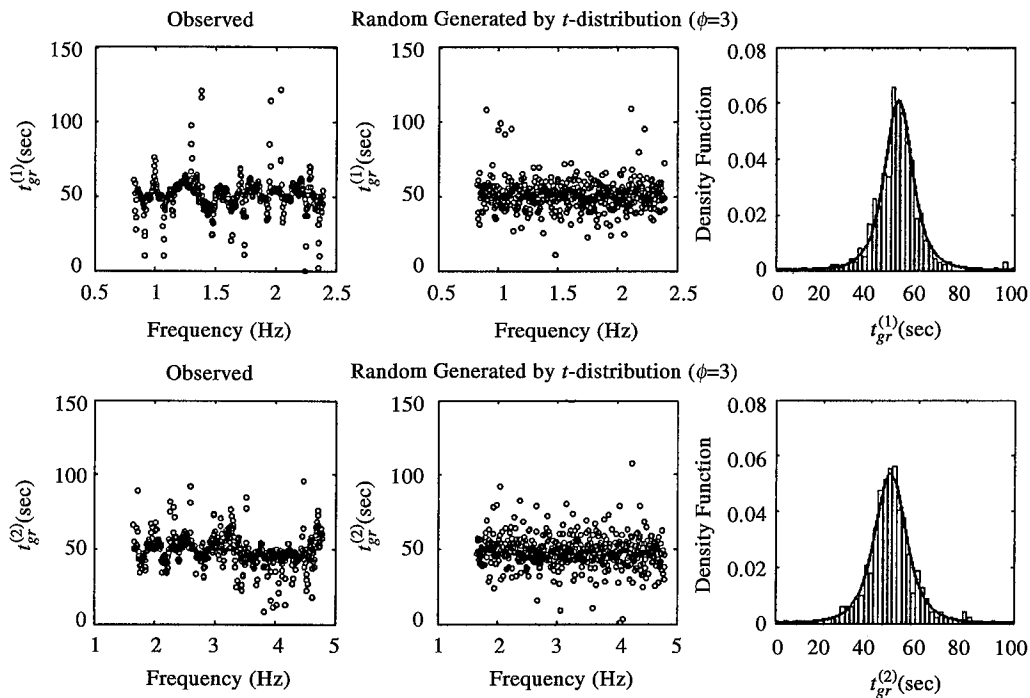 Observed
Random Generated by t-distribution (ϕ=3)
150
100
50
0
t_gr^(1)(sec)
0.5 1 1.5 2 2.5
Frequency (Hz)
150
100
50
0
t_gr^(1)(sec)
0.5 1 1.5 2 2.5
Frequency (Hz)
0.08
0.06
0.04
0.02
0
Density Function
0 20 40 60 80 100
t_gr^(1)(sec)
Observed
Random Generated by t-distribution (ϕ=3)
150
100
50
0
t_gr^(2)(sec)
1 2 3 4 5
Frequency (Hz)
150
100
50
0
t_gr^(2)(sec)
1 2 3 4 5
Frequency (Hz)
0.08
0.06
0.04
0.02
0
Density Function
0 20 40 60 80 100
t_gr^(2)(sec)